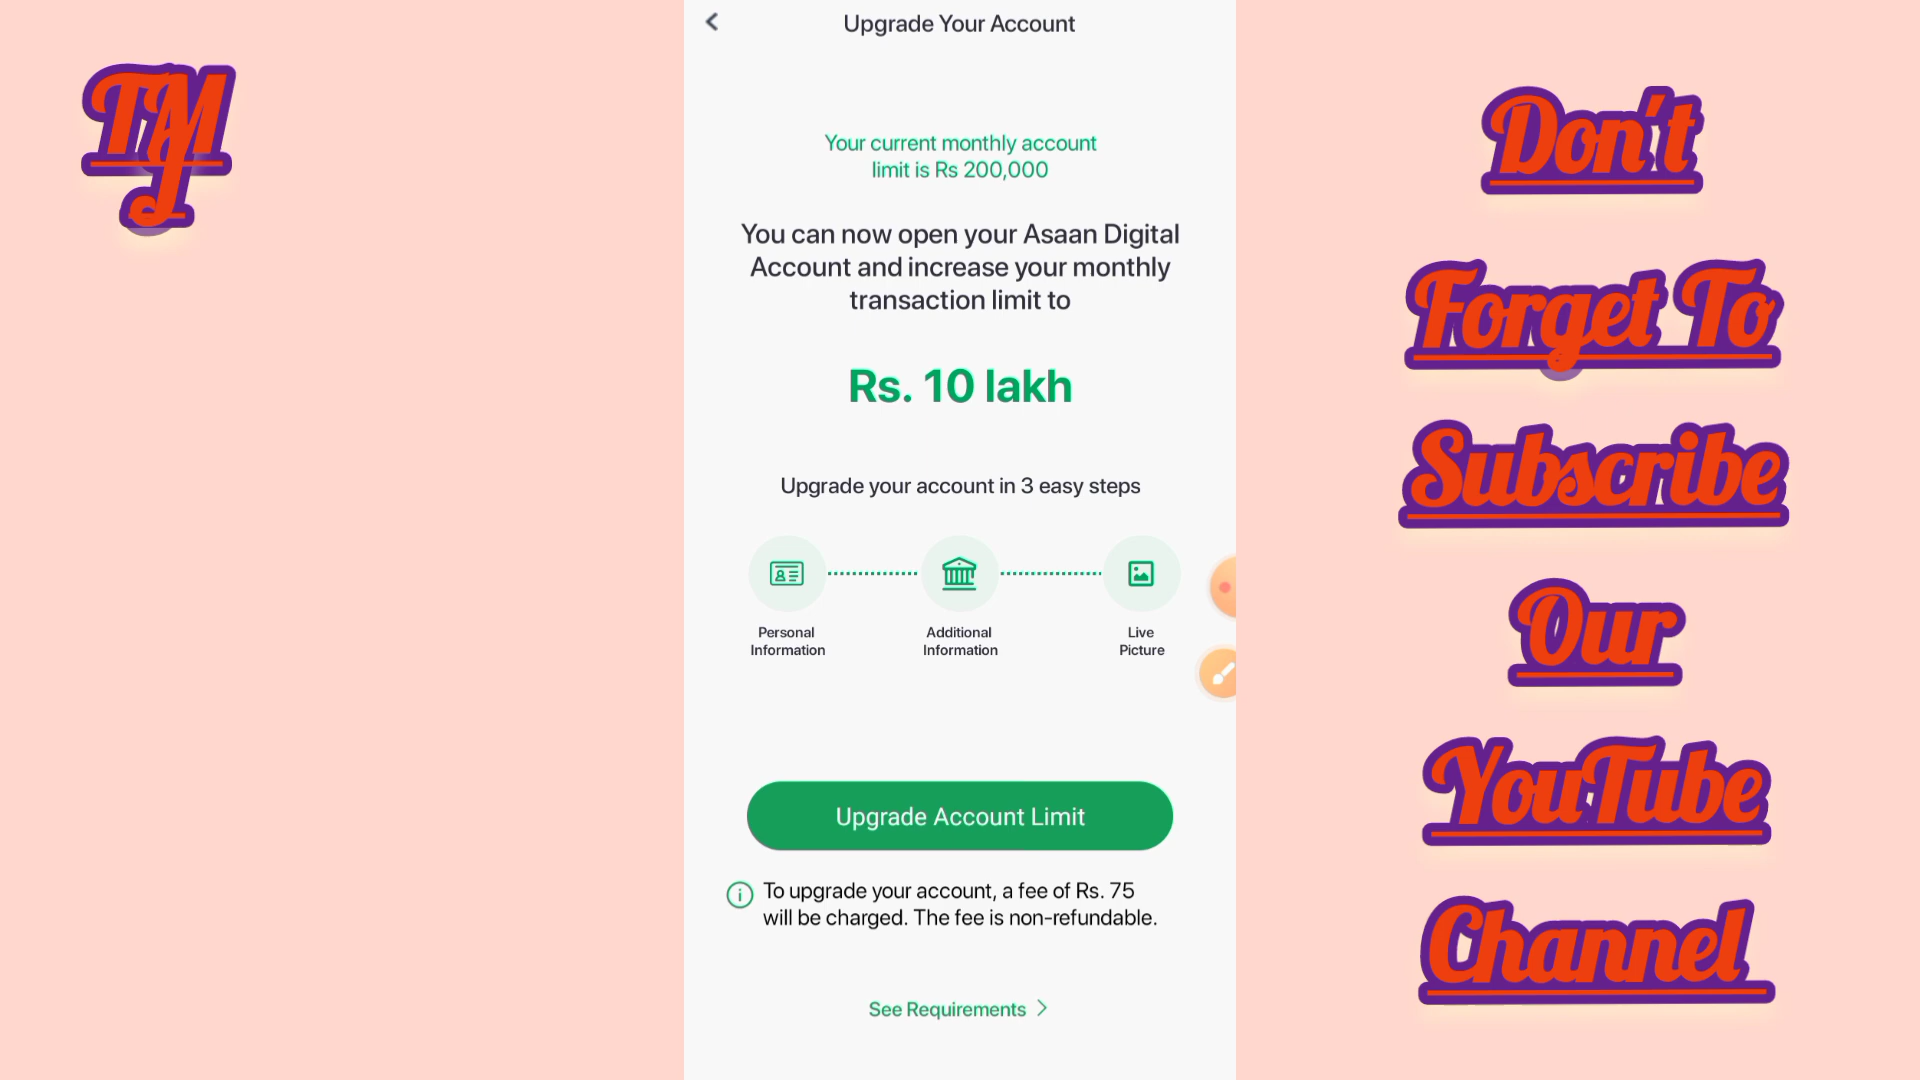 Upgrade Your Account
Your current monthly account
limit is Rs 200,000
You can now open your Asaan Digital
Account and increase your monthly
transaction limit to
Rs. 10 lakh
Upgrade your account in 3 easy steps
Personal
Information
Additional
Information
Live
Picture
Upgrade Account Limit
To upgrade your account, a fee of Rs. 75
will be charged. The fee is non-refundable.
See Requirements
Don't
Forget To
Subscribe
Our
YouTube
Channel